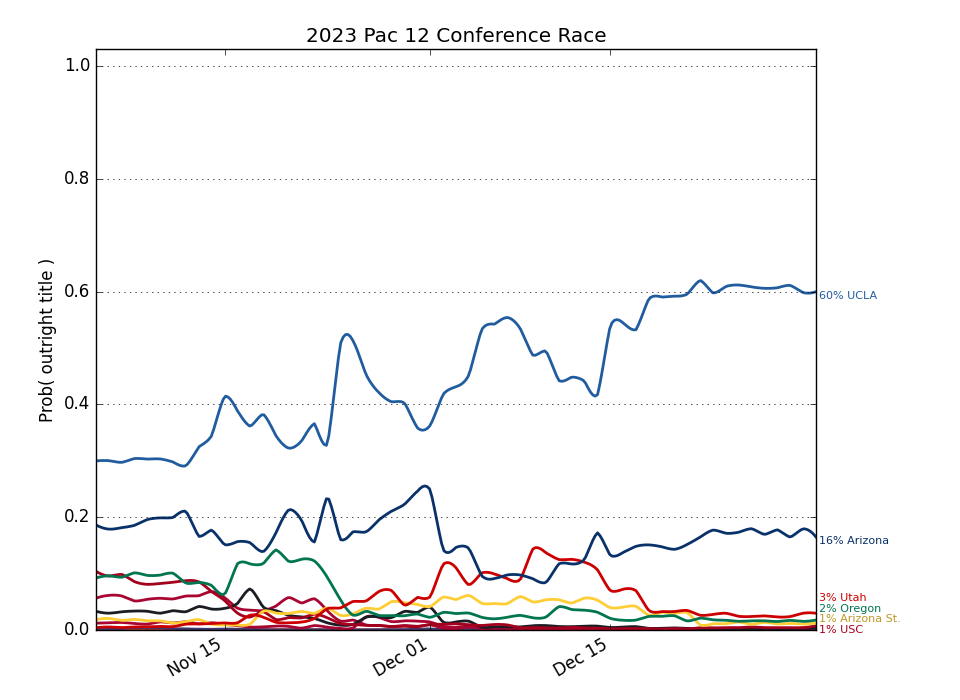 2023 Pac 12 Conference Race
Prob( outright title )
1.0
0.8
0.6
0.4
0.2
0.0
Nov 15
Dec 01
Dec 15
60% UCLA
16% Arizona
3% Utah
2% Oregon
1% Arizona St.
1% USC